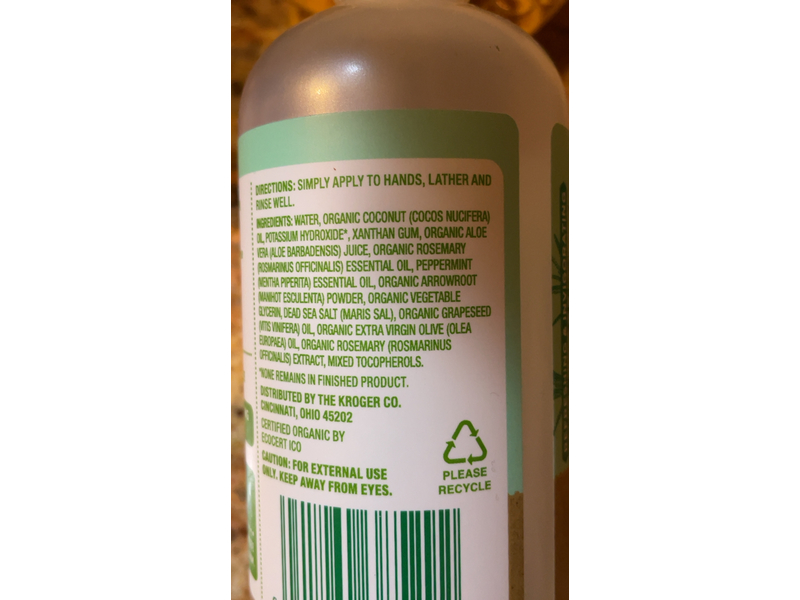 DIRECTIONS: SIMPLY APPLY TO HANDS, LATHER AND
RINSE WELL.
INGREDIENTS: WATER, ORGANIC COCONUT (COCOS NUCIFERA)
OIL, POTASSIUM HYDROXIDE*, XANTHAN GUM, ORGANIC ALOE
VERA (ALOE BARBADENSIS) JUICE, ORGANIC ROSEMARY
(ROSMARINUS OFFICINALIS) ESSENTIAL OIL, PEPPERMINT
(MENTHA PIPERITA) ESSENTIAL OIL, ORGANIC ARROWROOT
(MANIHOT ESCULENTA) POWDER, ORGANIC VEGETABLE
GLYCERIN, DEAD SEA SALT (MARIS SAL), ORGANIC GRAPESEED
(VITIS VINIFERA) OIL, ORGANIC EXTRA VIRGIN OLIVE (OLEA
EUROPAEA) OIL, ORGANIC ROSEMARY (ROSMARINUS
OFFICINALIS) EXTRACT, MIXED TOCOPHEROLS.
*NONE REMAINS IN FINISHED PRODUCT.
DISTRIBUTED BY THE KROGER CO.
CINCINNATI, OHIO 45202
CERTIFIED ORGANIC BY
ECOCERT ICO
CAUTION: FOR EXTERNAL USE
ONLY. KEEP AWAY FROM EYES.
PLEASE
RECYCLE